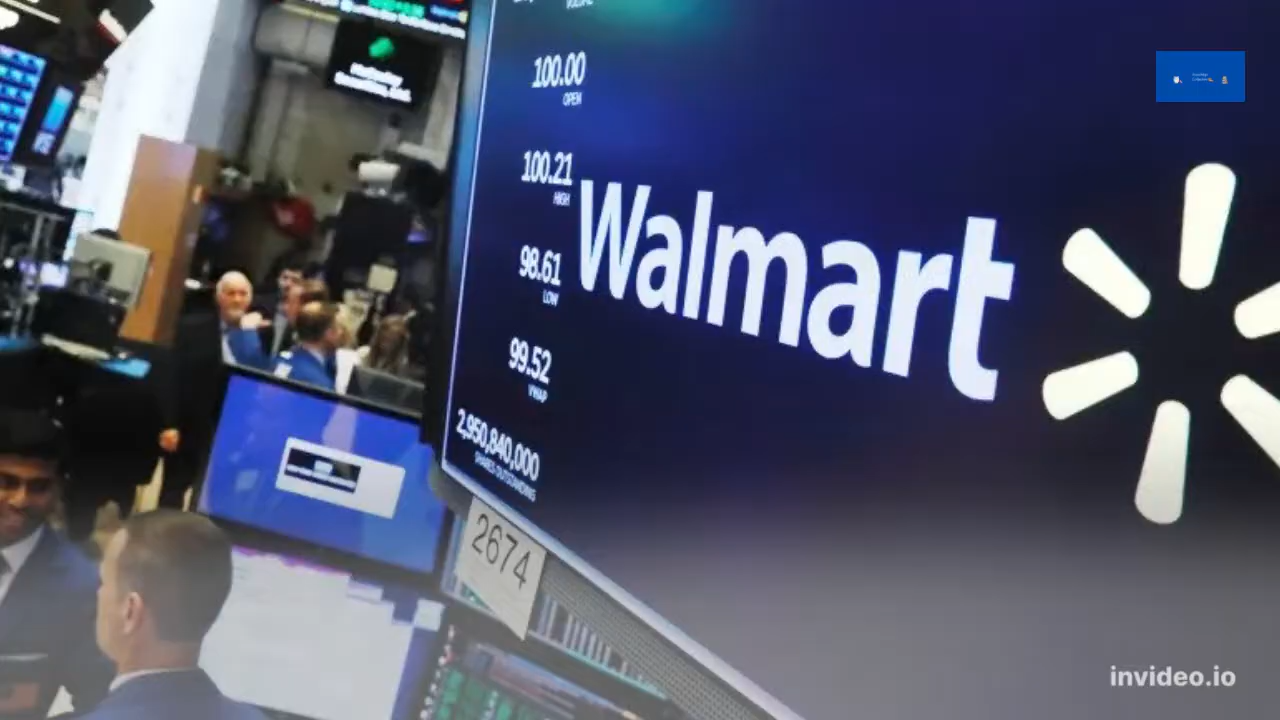 100.00
OPEN
100.21
HIGH
98.61
LOW
99.52
VWAP
2,950,840,000
SHARES OUTSTANDING
Walmart
2674
invideo.io